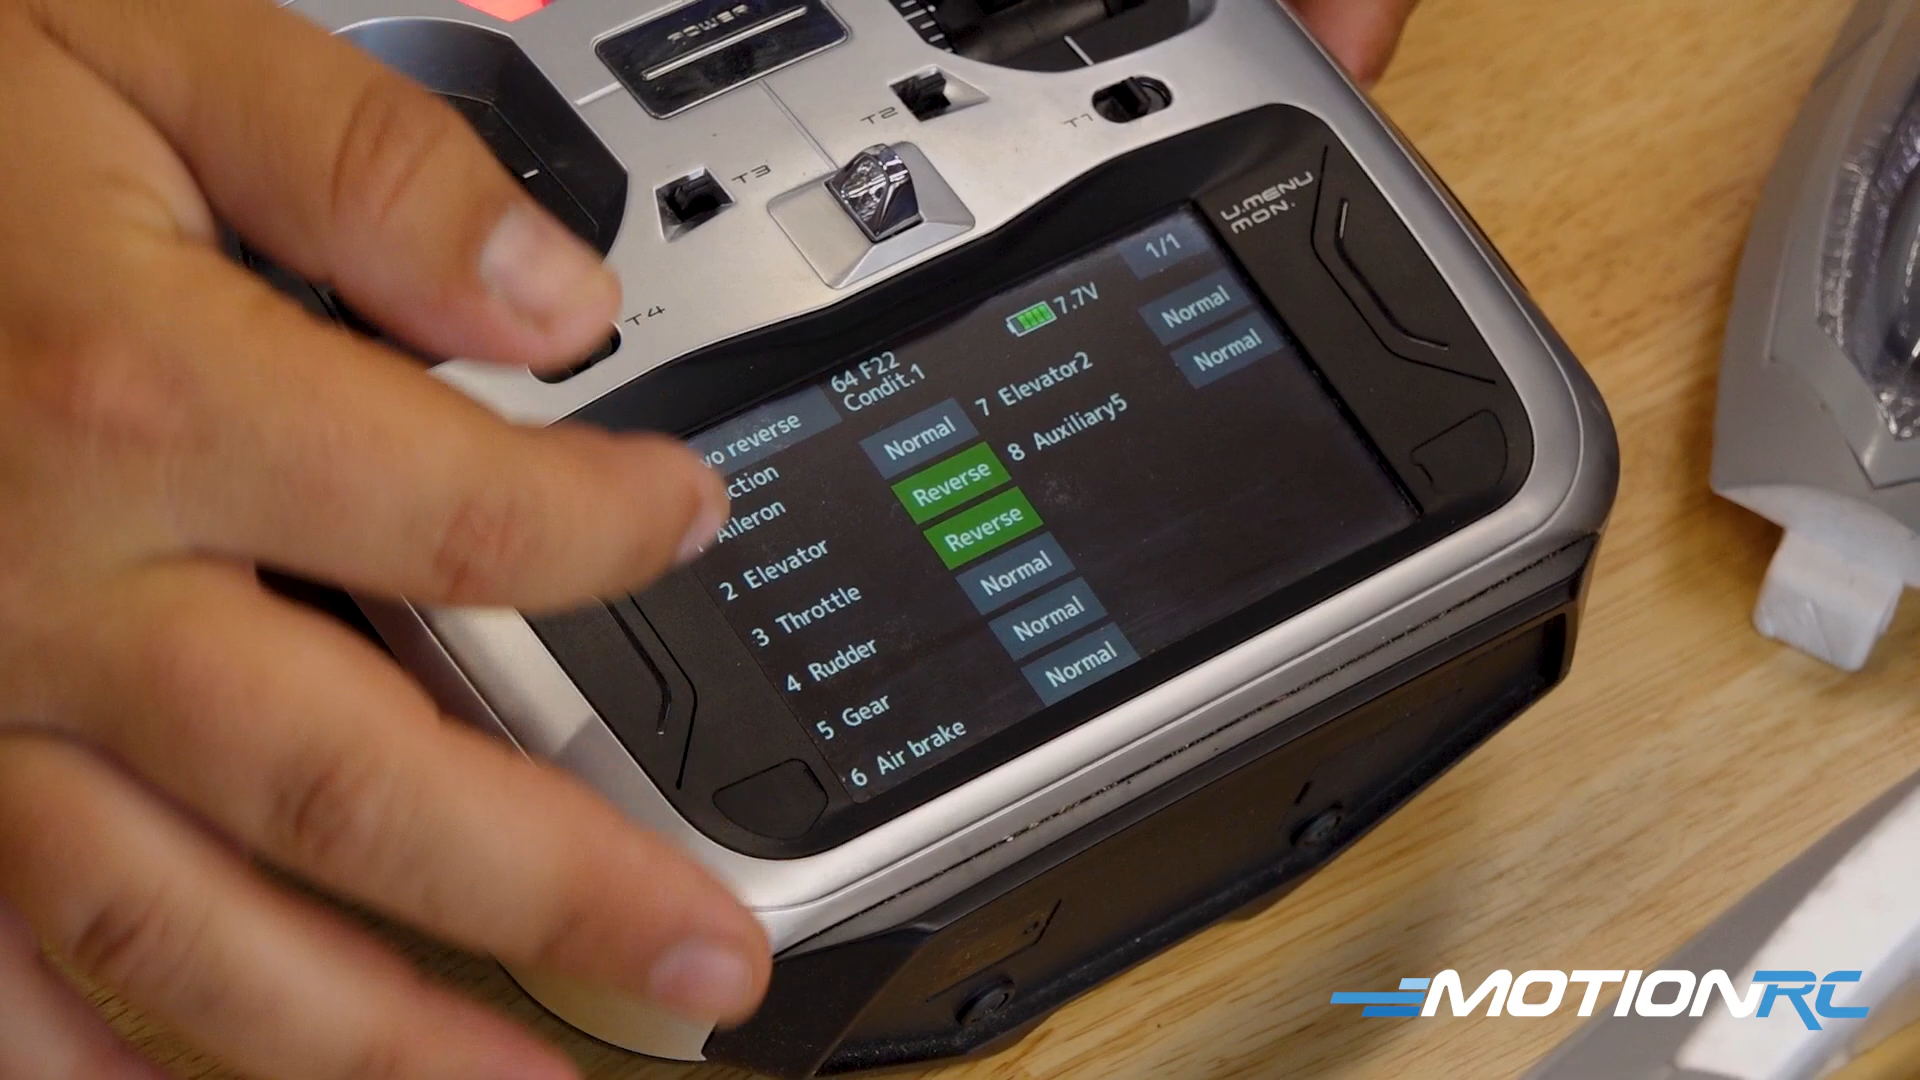 POWER
T2
T1
T3
T4
U.MENU
MON.
1/1
7.7V
64 F22
Condit.1
vo reverse
ction
Aileron
Normal
2 Elevator
Reverse
3 Throttle
Reverse
4 Rudder
Normal
5 Gear
Normal
6 Air brake
Normal
7 Elevator2
Normal
8 Auxiliary5
Normal
MOTION RC